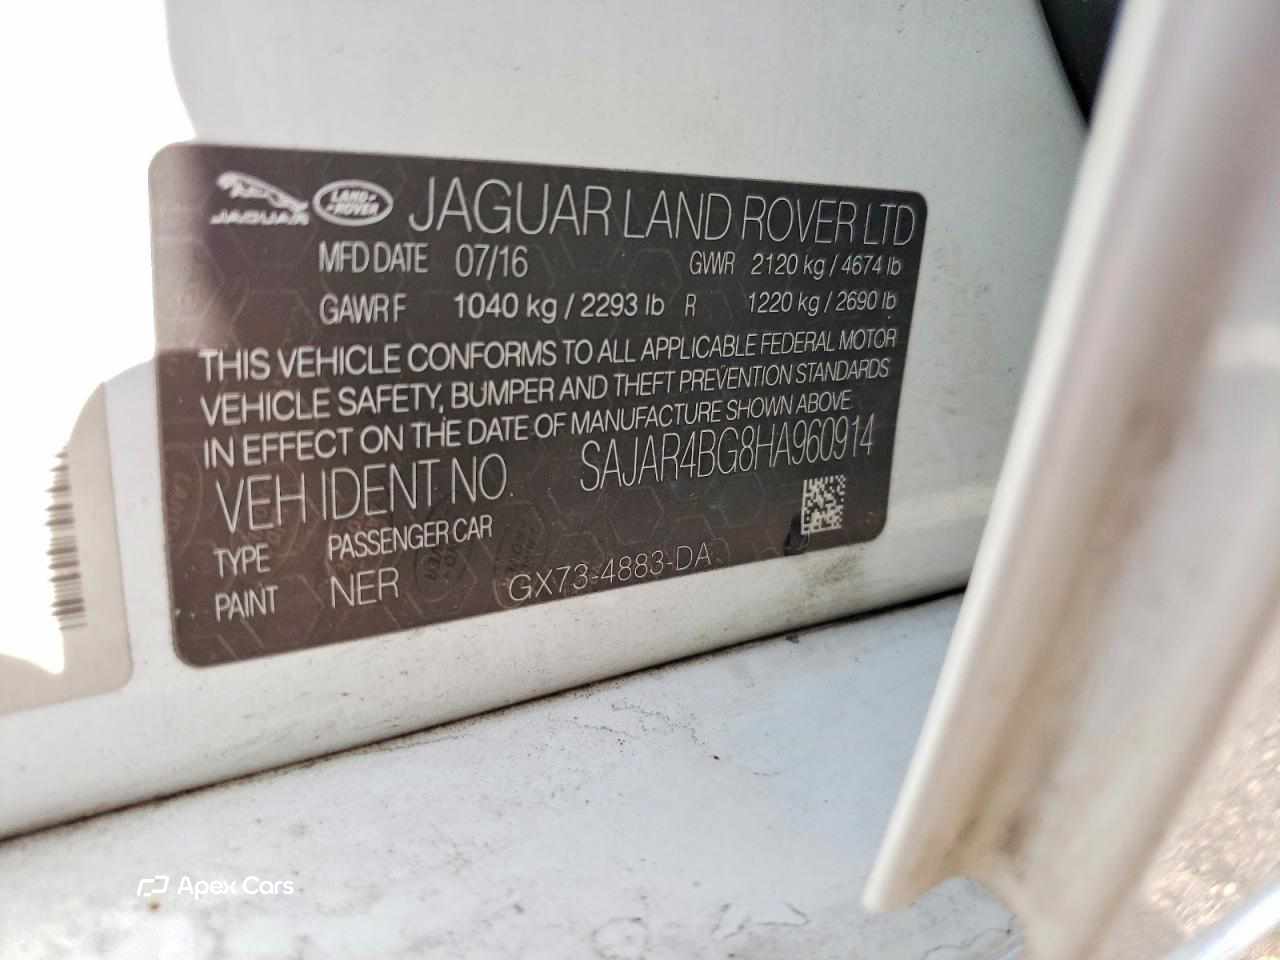 JAGUAR LAND-ROVER JAGUAR LAND ROVER LTD
MFD DATE 07/16 GWWR 2120 kg / 4674 lb
GAWR F 1040 kg / 2293 lb R 1220 kg / 2690 lb
THIS VEHICLE CONFORMS TO ALL APPLICABLE FEDERAL MOTOR
VEHICLE SAFETY, BUMPER AND THEFT PREVENTION STANDARDS
IN EFFECT ON THE DATE OF MANUFACTURE SHOWN ABOVE.
VEH IDENT NO. SAJAR4BG8HA960914
TYPE PASSENGER CAR
PAINT NER GX73-4883-DA
Apex Cars